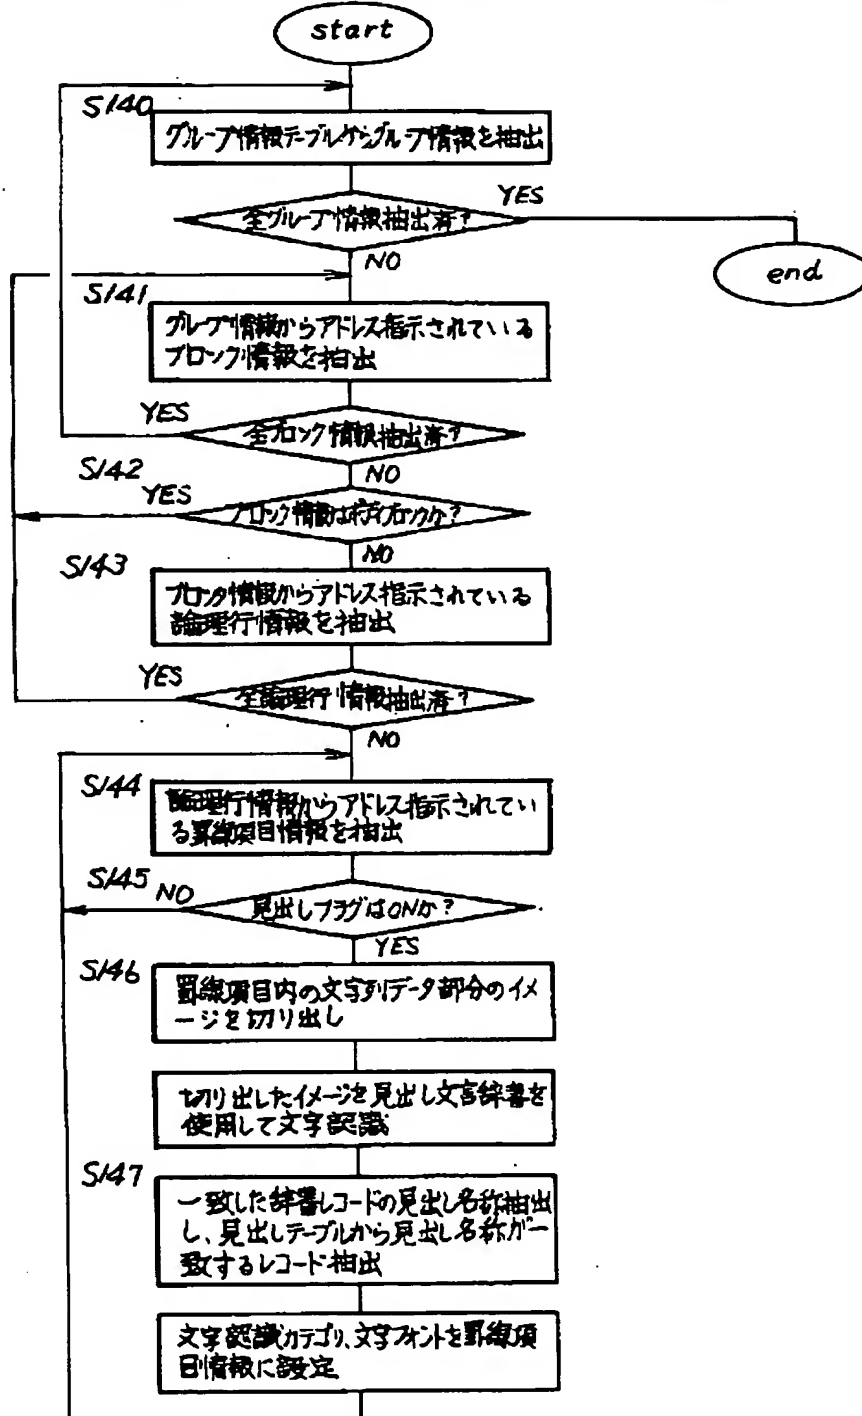 start
S140
グループ情報テーブルからグループ情報を抽出
全グループ情報抽出済?
YES
NO
end
S141
グループ情報からアドレス指示されている
ブロック情報を抽出
YES
全ブロック情報抽出済?
NO
S142
YES
ブロック情報はボディブロックか?
NO
S143
ブロック情報からアドレス指示されている
論理行情報を抽出
YES
全論理行情報抽出済?
NO
S144
論理行情報からアドレス指示されてい
る罫線項目情報を抽出
S145
NO
見出しフラグはONか?
YES
S146
罫線項目内の文字列データ部分のイメ
ージを切り出し
切り出したイメージを見出し文言辞書を
使用して文字認識
S147
一致した辞書レコードの見出し名称抽出
し、見出しテーブルから見出し名称が一
致するレコード抽出
文字認識カテゴリ、文字フォントを罫線項
目情報に設定